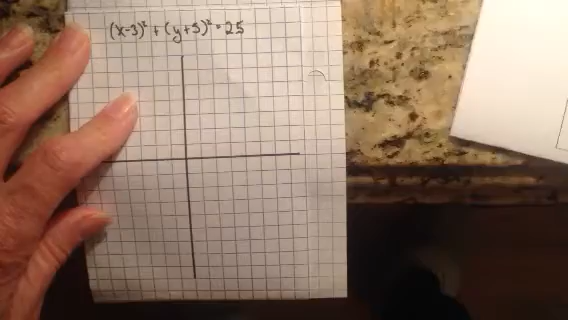 (x-3)² + (y+5)² = 25